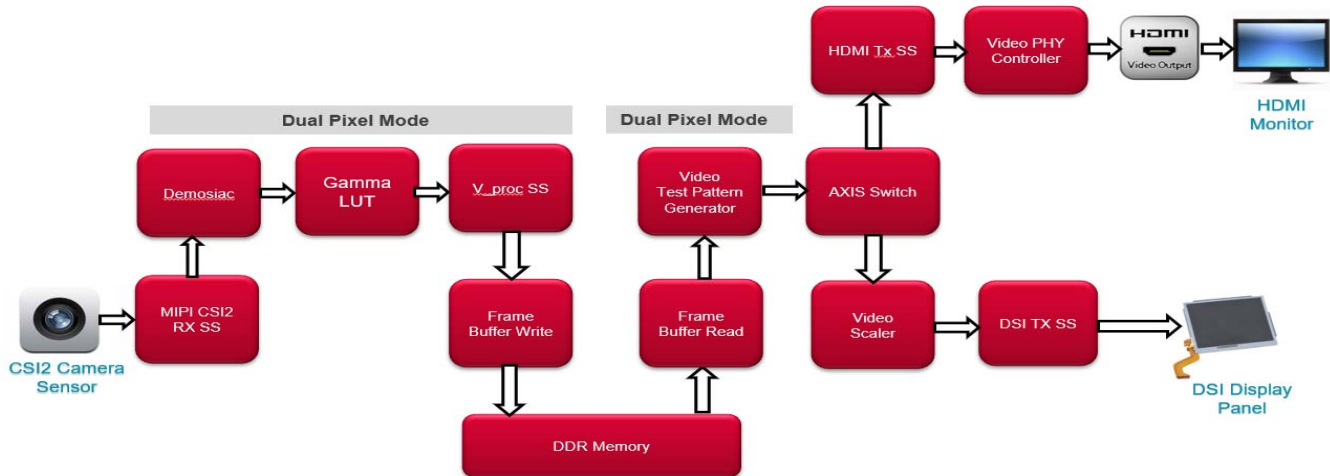 HDMI Tx SS
Video PHY
Controller
HDMI
Video Output
HDMI
Monitor
Dual Pixel Mode
Dual Pixel Mode
Demosiac
Gamma
LUT
V_proc SS
Video
Test Pattern
Generator
AXIS Switch
MIPI CSI2
RX SS
Frame
Buffer Write
Frame
Buffer Read
Video
Scaler
DSI TX SS
CSI2 Camera
Sensor
DSI Display
Panel
DDR Memory